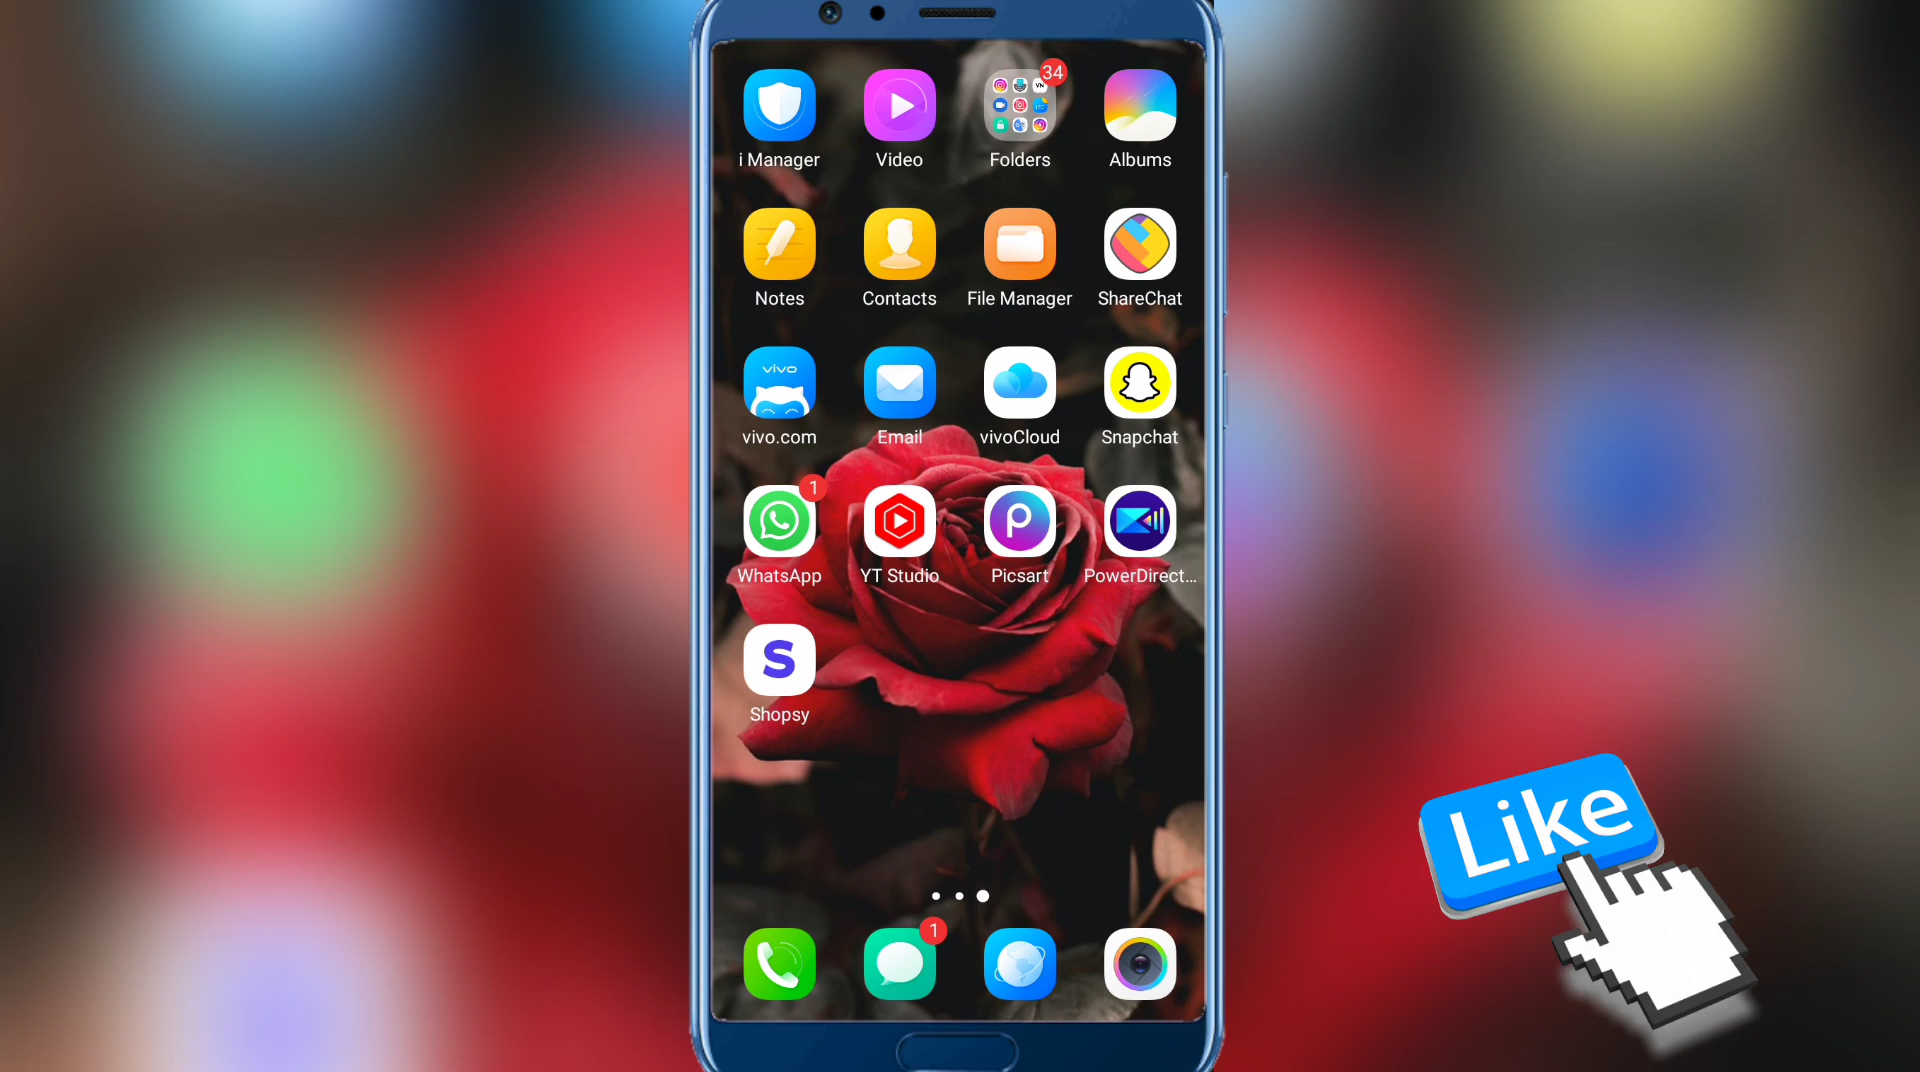 34
i Manager Video Folders Albums
Notes Contacts File Manager ShareChat
vivo
vivo.com Email vivoCloud Snapchat
1
WhatsApp YT Studio Picsart PowerDirect...
S
Shopsy
Like
1